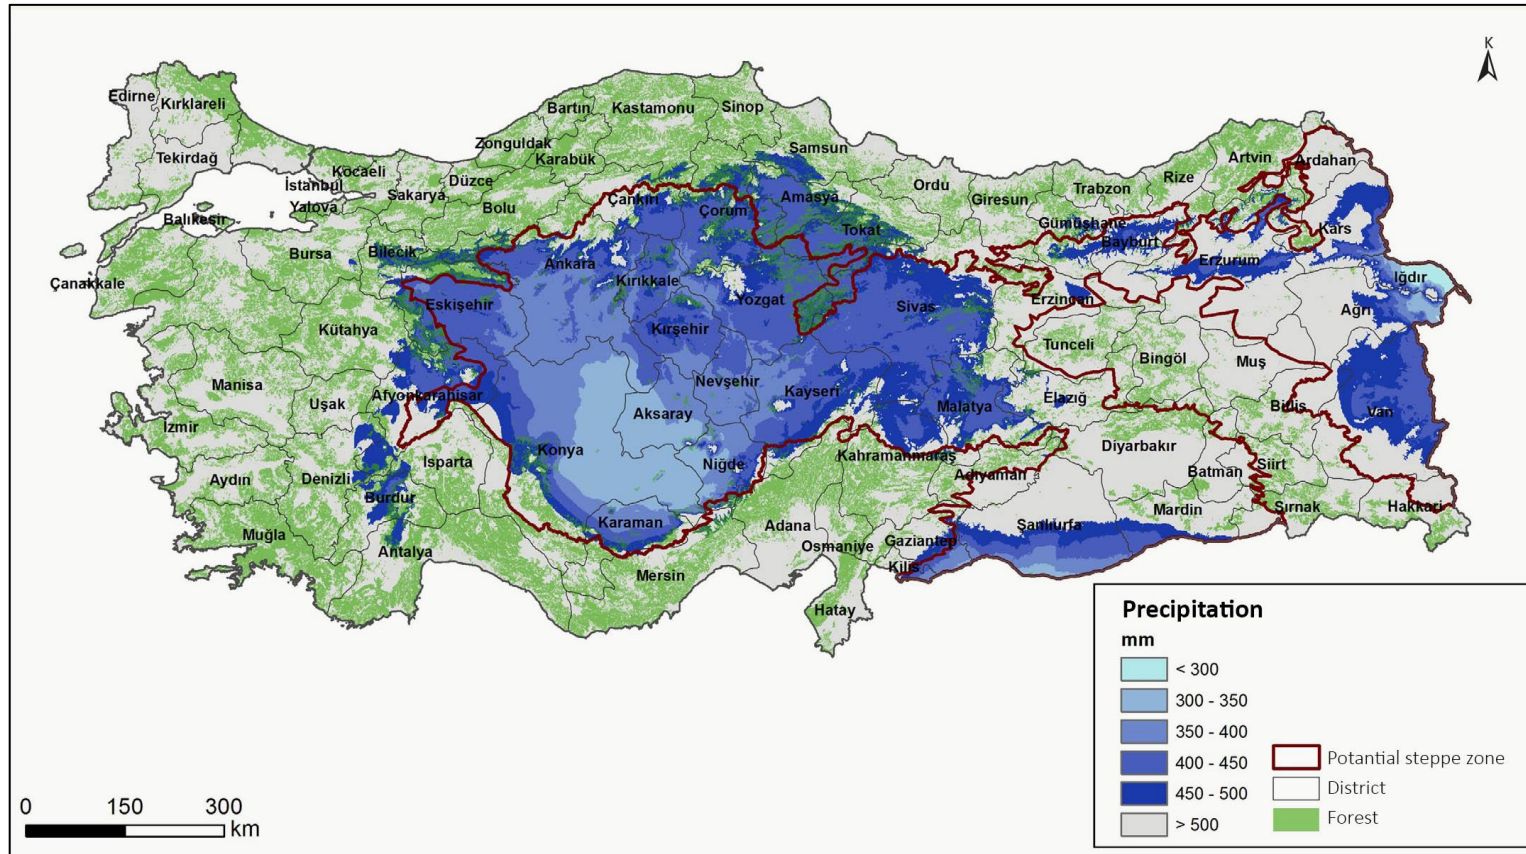 K
Edirne
Kırklareli
Tekirdağ
İstanbul
Kocaeli
Yalova
Sakarya
Düzce
Zonguldak
Bartın
Karabük
Kastamonu
Sinop
Samsun
Bolu
Çankırı
Çorum
Amasya
Tokat
Ordu
Giresun
Trabzon
Rize
Artvin
Ardahan
Gümüşhane
Bayburt
Kars
Erzurum
Iğdır
Ağrı
Balıkesir
Çanakkale
Bursa
Bilecik
Eskişehir
Kütahya
Ankara
Kırıkkale
Yozgat
Kırşehir
Sivas
Erzincan
Tunceli
Bingöl
Muş
Manisa
Uşak
Afyonkarahisar
Nevşehir
Kayseri
Aksaray
Malatya
Elazığ
Bitlis
Van
İzmir
Aydın
Denizli
Isparta
Burdur
Konya
Niğde
Kahramanmaraş
Adıyaman
Diyarbakır
Batman
Siirt
Şırnak
Hakkari
Muğla
Antalya
Karaman
Mersin
Adana
Osmaniye
Gaziantep
Kilis
Şanlıurfa
Mardin
Hatay
Precipitation
mm
< 300
300 - 350
350 - 400
400 - 450
450 - 500
> 500
Potantial steppe zone
District
Forest
0 150 300
km